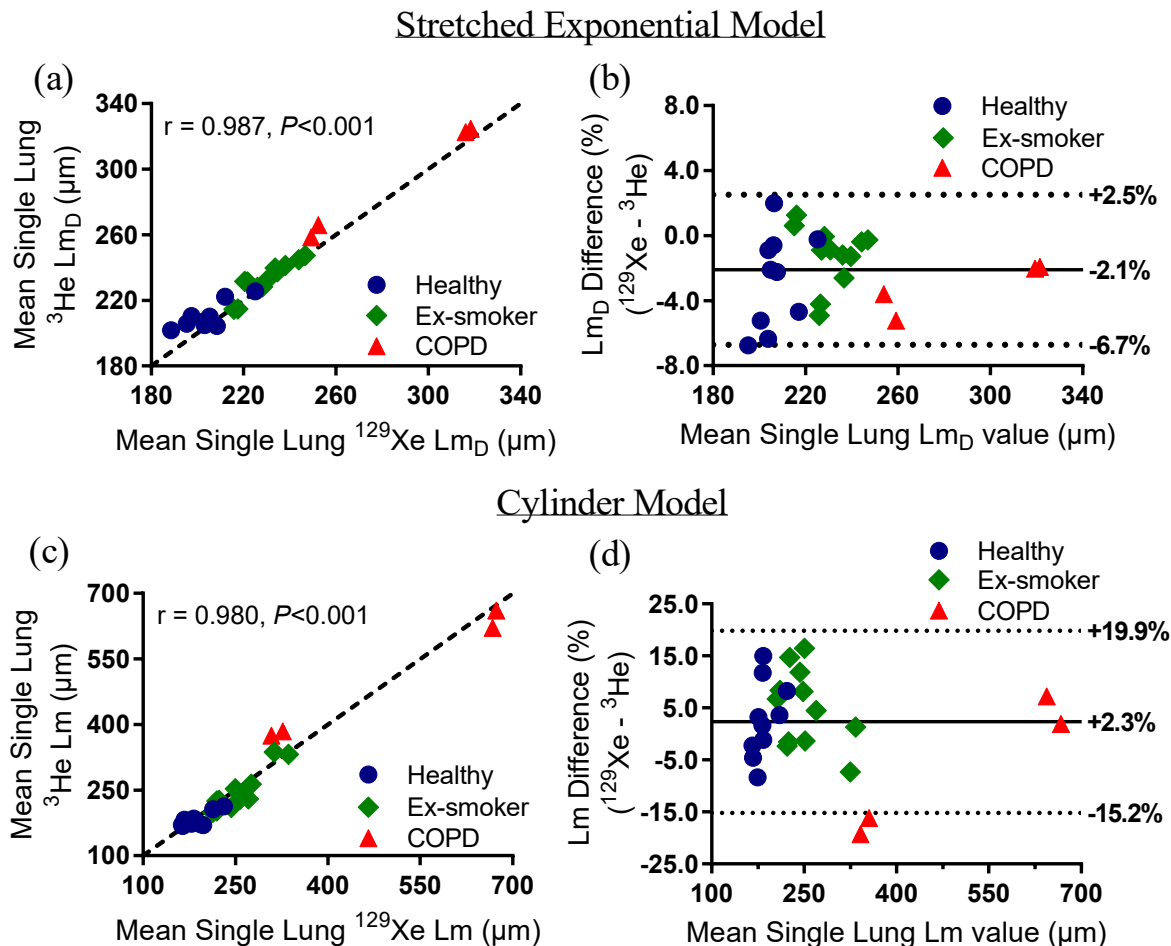 Stretched Exponential Model
(a)
r = 0.987, P<0.001
Mean Single Lung
³He Lm_D (µm)
340
300
260
220
180
Healthy
Ex-smoker
COPD
180 220 260 300 340
Mean Single Lung ¹²⁹Xe Lm_D (µm)
(b)
Healthy
Ex-smoker
COPD
Lm_D Difference (%)
(¹²⁹Xe - ³He)
8.0
4.0
0.0
-4.0
-8.0
+2.5%
-2.1%
-6.7%
180 220 260 300 340
Mean Single Lung Lm_D value (µm)
Cylinder Model
(c)
r = 0.980, P<0.001
Mean Single Lung
³He Lm (µm)
700
550
400
250
100
Healthy
Ex-smoker
COPD
100 250 400 550 700
Mean Single Lung ¹²⁹Xe Lm (µm)
(d)
Healthy
Ex-smoker
COPD
Lm Difference (%)
(¹²⁹Xe - ³He)
25.0
15.0
5.0
-5.0
-15.0
-25.0
+19.9%
+2.3%
-15.2%
100 250 400 550 700
Mean Single Lung Lm value (µm)